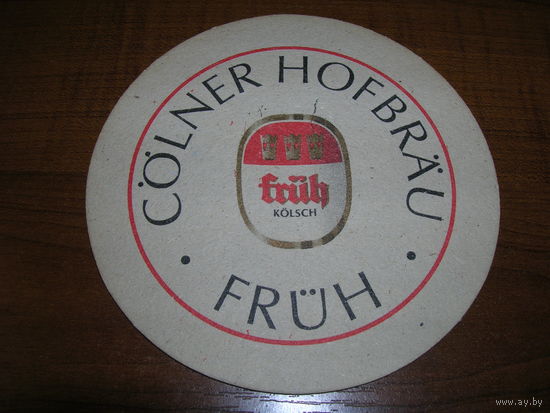 CÖLNER HOFBRÄU
früh
KÖLSCH
· FRÜH ·
www.ay.by